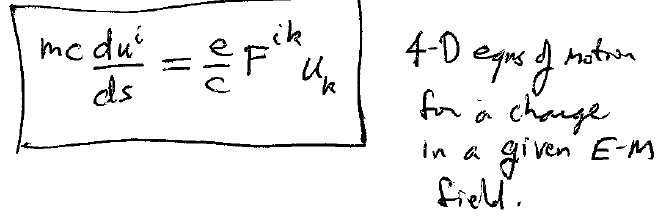 mc du^i/ds = e/c F^{ik} u_k
4-D eqns of motion
for a charge
in a given E-M
field.